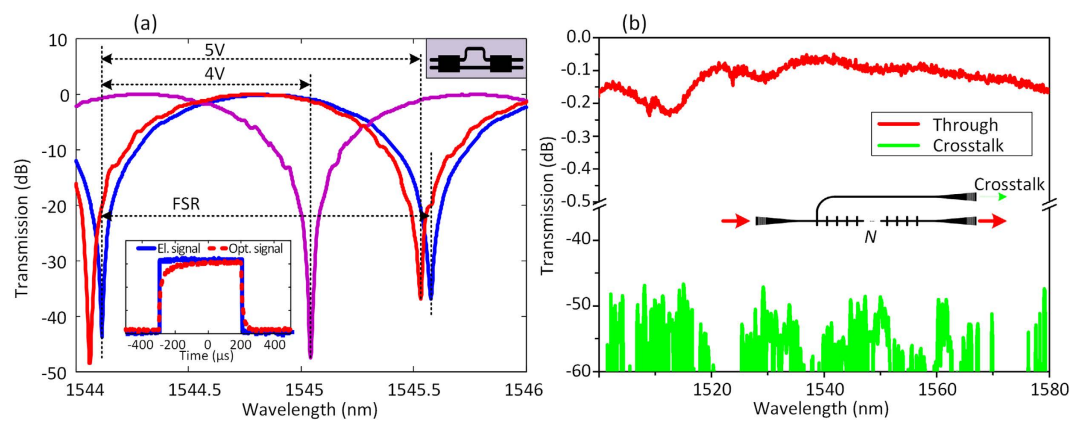 (a)
10
0
-10
-20
-30
-40
-50
Transmission (dB)
5V
4V
FSR
El. signal
Opt. signal
-400 -200 0 200 400
Time (µs)
1544 1544.5 1545 1545.5 1546
Wavelength (nm)
(b)
0.0
-0.1
-0.2
-0.3
-0.4
-0.5
-40
-50
-60
Transmission (dB)
Through
Crosstalk
Crosstalk
N
1520 1540 1560 1580
Wavelength (nm)